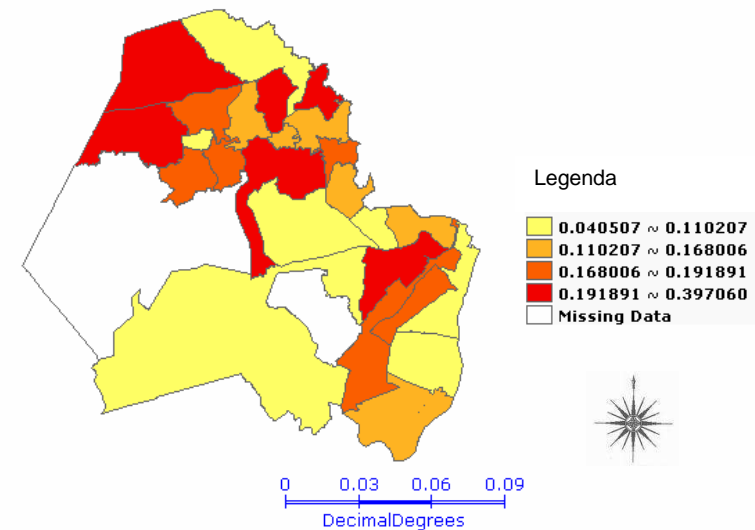 Legenda
0.040507 ~ 0.110207
0.110207 ~ 0.168006
0.168006 ~ 0.191891
0.191891 ~ 0.397060
Missing Data
0 0.03 0.06 0.09
DecimalDegrees